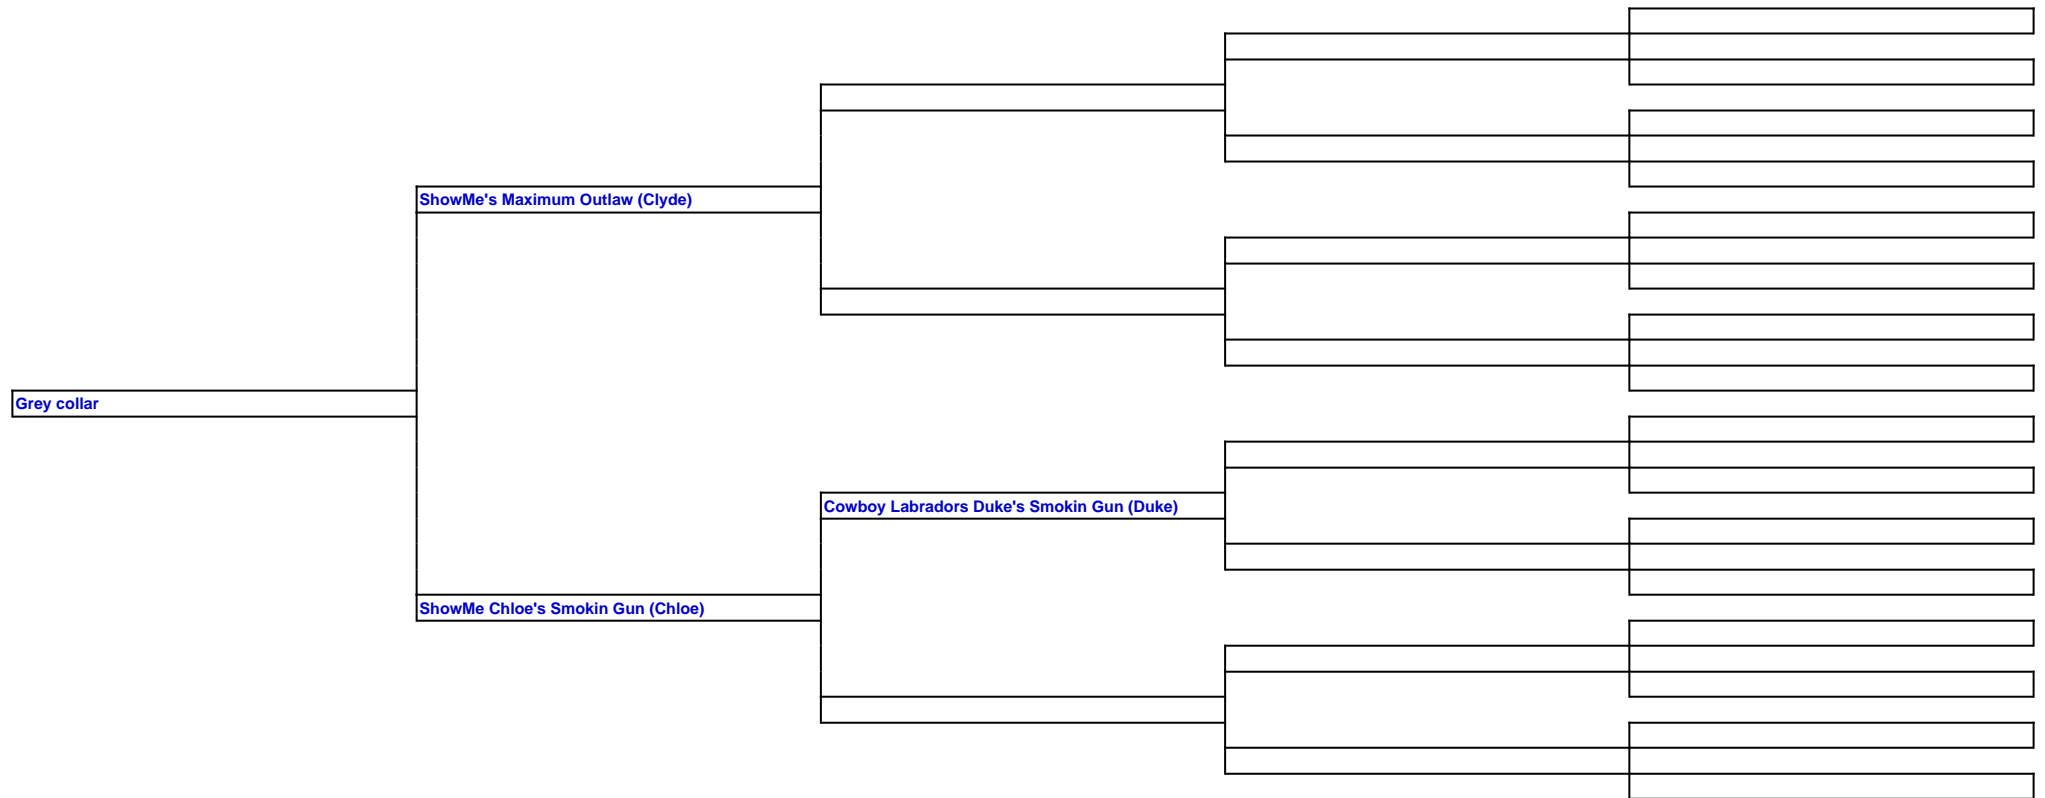 ShowMe's Maximum Outlaw (Clyde)
Grey collar
Cowboy Labradors Duke's Smokin Gun (Duke)
ShowMe Chloe's Smokin Gun (Chloe)